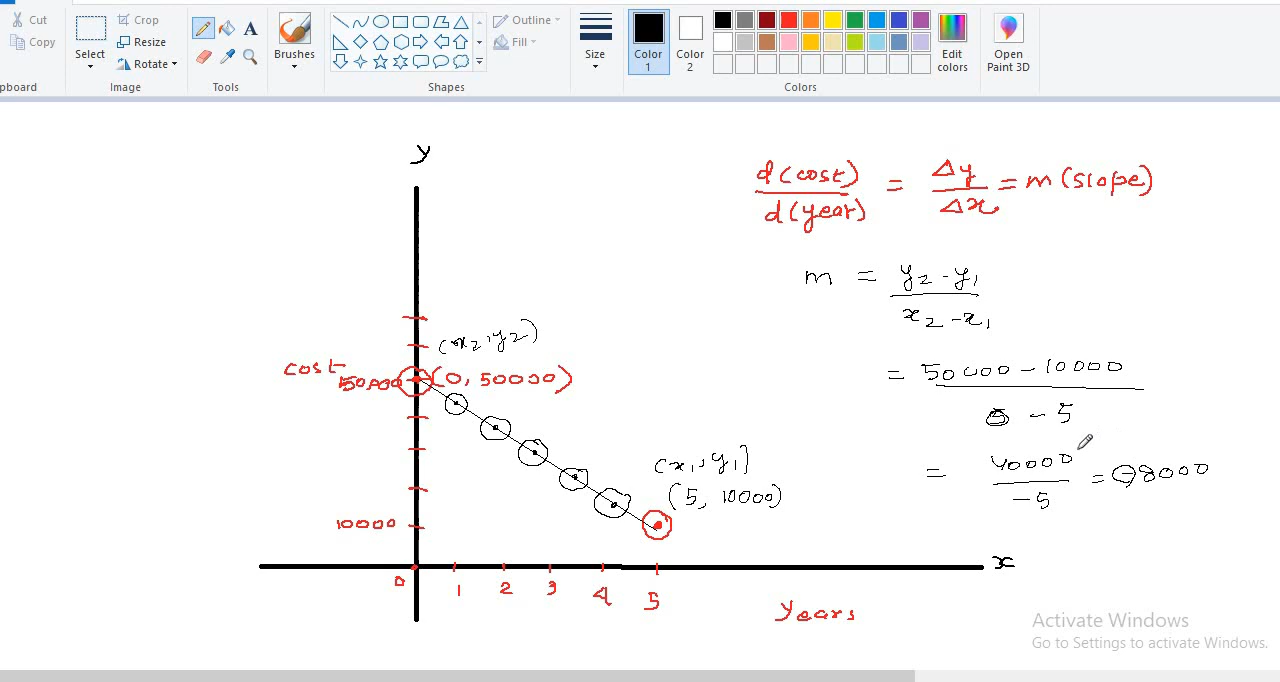 Cut
Copy
pboard
Select
Crop
Resize
Rotate
Image
A
Tools
Brushes
Shapes
Outline
Fill
Size
Color 1
Color 2
Edit colors
Colors
Open Paint 3D
y
d(cost) / d(year) = Δy / Δx = m (slope)
m = y2 - y1 / x2 - x1
(x2, y2)
cost
50,000
(0, 50000)
= 50000 - 10000 / 0 - 5
(x1, y1)
(5, 10000)
= 40000 / -5 = -8000
10000
x
0 1 2 3 4 5
Years
Activate Windows
Go to Settings to activate Windows.